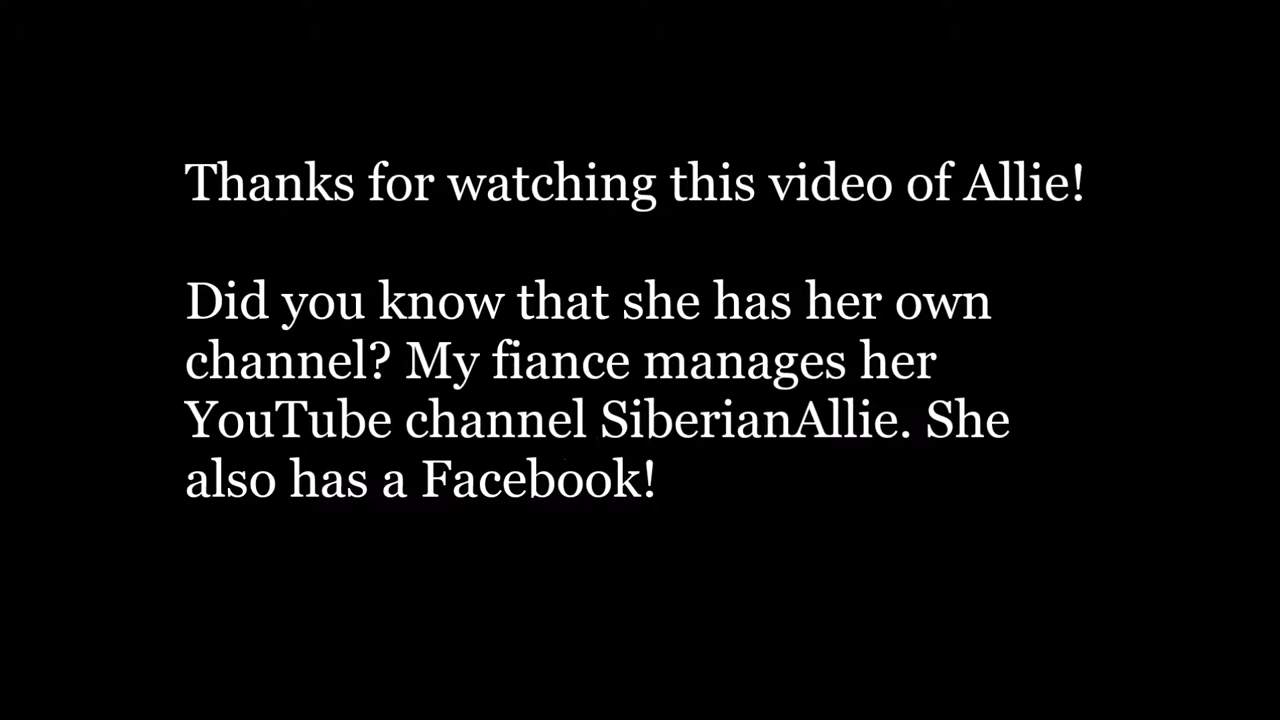 Thanks for watching this video of Allie!
Did you know that she has her own
channel? My fiance manages her
YouTube channel SiberianAllie. She
also has a Facebook!